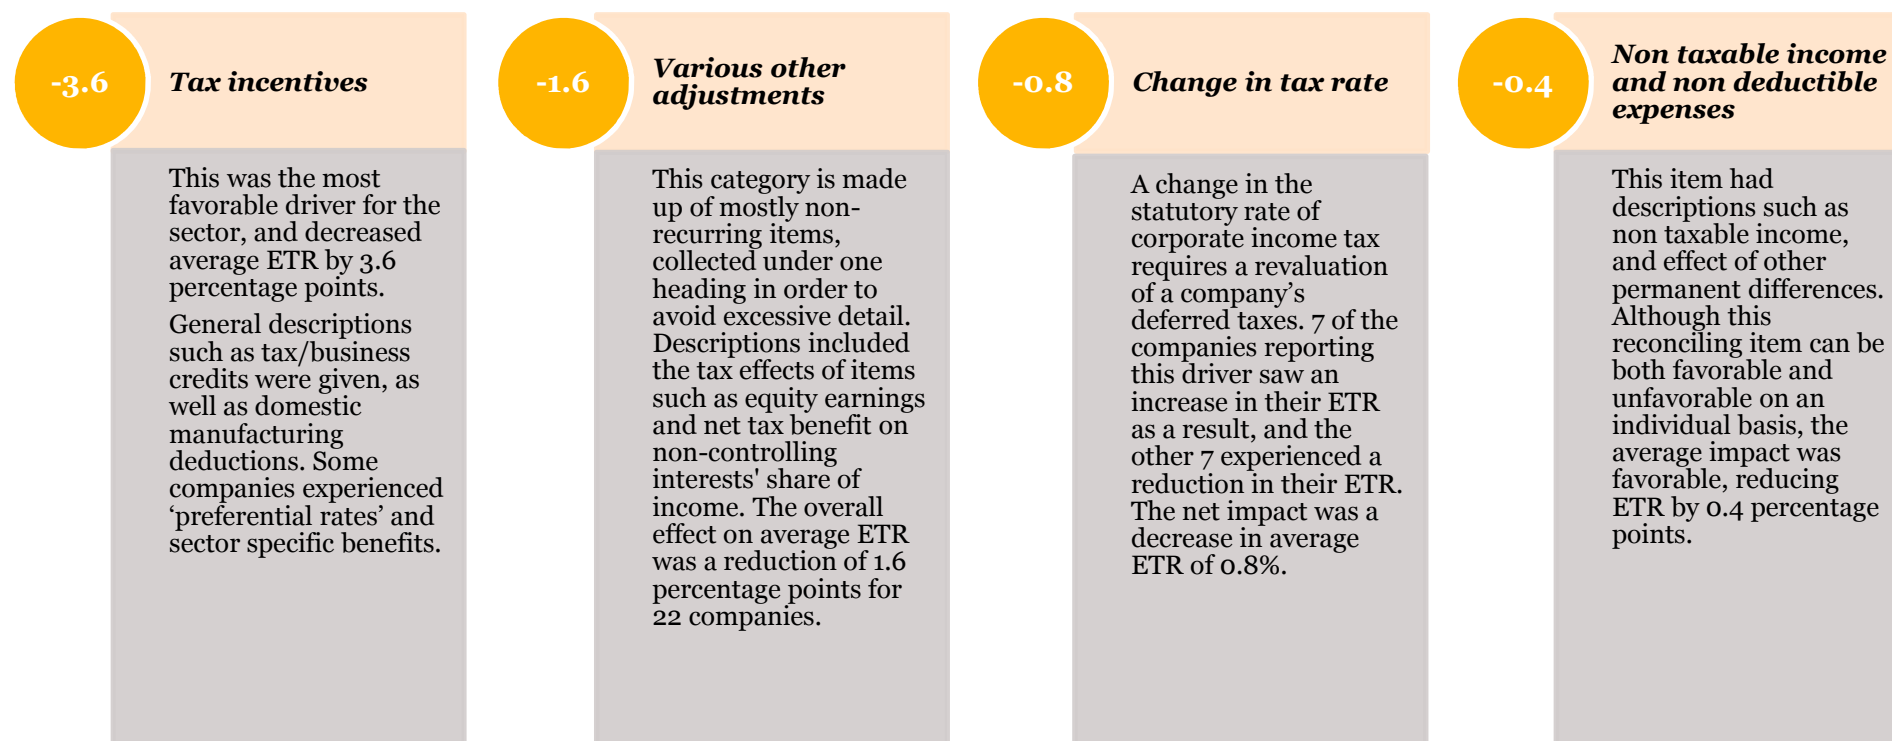 -3.6
Tax incentives
This was the most
favorable driver for the
sector, and decreased
average ETR by 3.6
percentage points.
General descriptions
such as tax/business
credits were given, as
well as domestic
manufacturing
deductions. Some
companies experienced
‘preferential rates’ and
sector specific benefits.
-1.6
Various other
adjustments
This category is made
up of mostly non-
recurring items,
collected under one
heading in order to
avoid excessive detail.
Descriptions included
the tax effects of items
such as equity earnings
and net tax benefit on
non-controlling
interests' share of
income. The overall
effect on average ETR
was a reduction of 1.6
percentage points for
22 companies.
-0.8
Change in tax rate
A change in the
statutory rate of
corporate income tax
requires a revaluation
of a company’s
deferred taxes. 7 of the
companies reporting
this driver saw an
increase in their ETR
as a result, and the
other 7 experienced a
reduction in their ETR.
The net impact was a
decrease in average
ETR of 0.8%.
-0.4
Non taxable income
and non deductible
expenses
This item had
descriptions such as
non taxable income,
and effect of other
permanent differences.
Although this
reconciling item can be
both favorable and
unfavorable on an
individual basis, the
average impact was
favorable, reducing
ETR by 0.4 percentage
points.